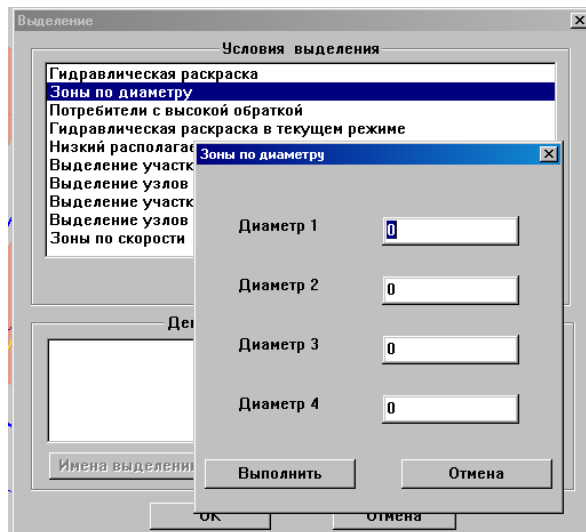 Выделение
Условия выделения
Гидравлическая раскраска
Зоны по диаметру
Потребители с высокой обраткой
Гидравлическая раскраска в текущем режиме
Низкий располагае
Выделение участк
Выделение узлов
Выделение участк
Выделение узлов
Зоны по скорости
Зоны по диаметру
Диаметр 1
0
Диаметр 2
0
Диаметр 3
0
Диаметр 4
0
Выполнить
Отмена
Имена выделени
OK
Отмена